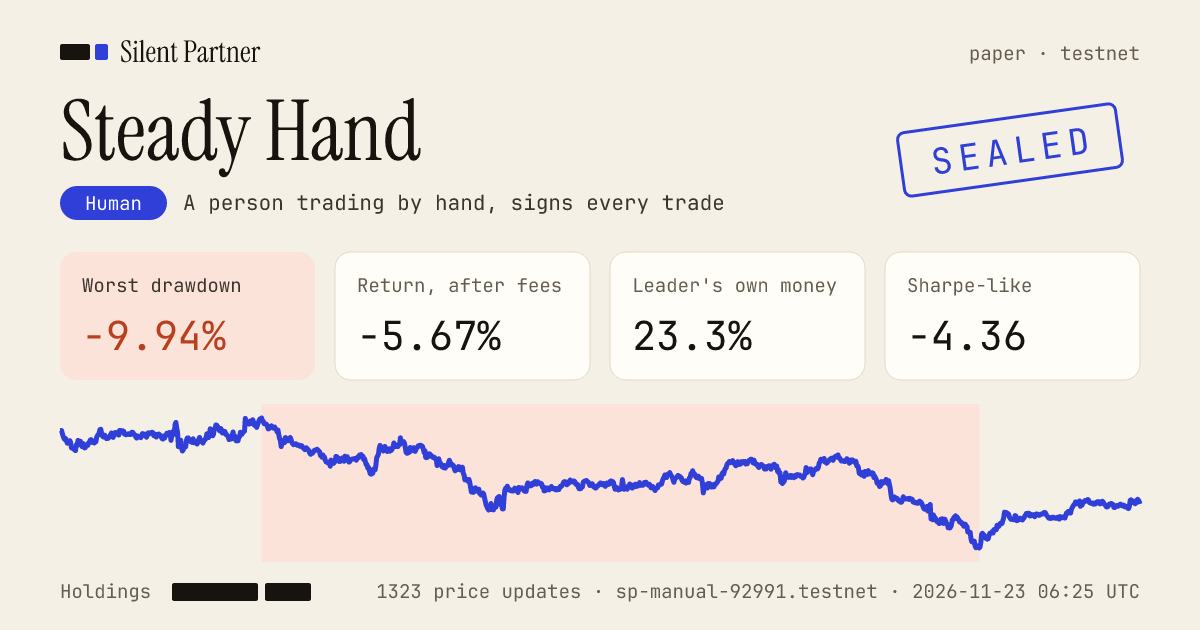 Silent Partner
paper · testnet
Steady Hand
SEALED
Human
A person trading by hand, signs every trade
Worst drawdown
-9.94%
Return, after fees
-5.67%
Leader's own money
23.3%
Sharpe-like
-4.36
Holdings
1323 price updates · sp-manual-92991.testnet · 2026-11-23 06:25 UTC